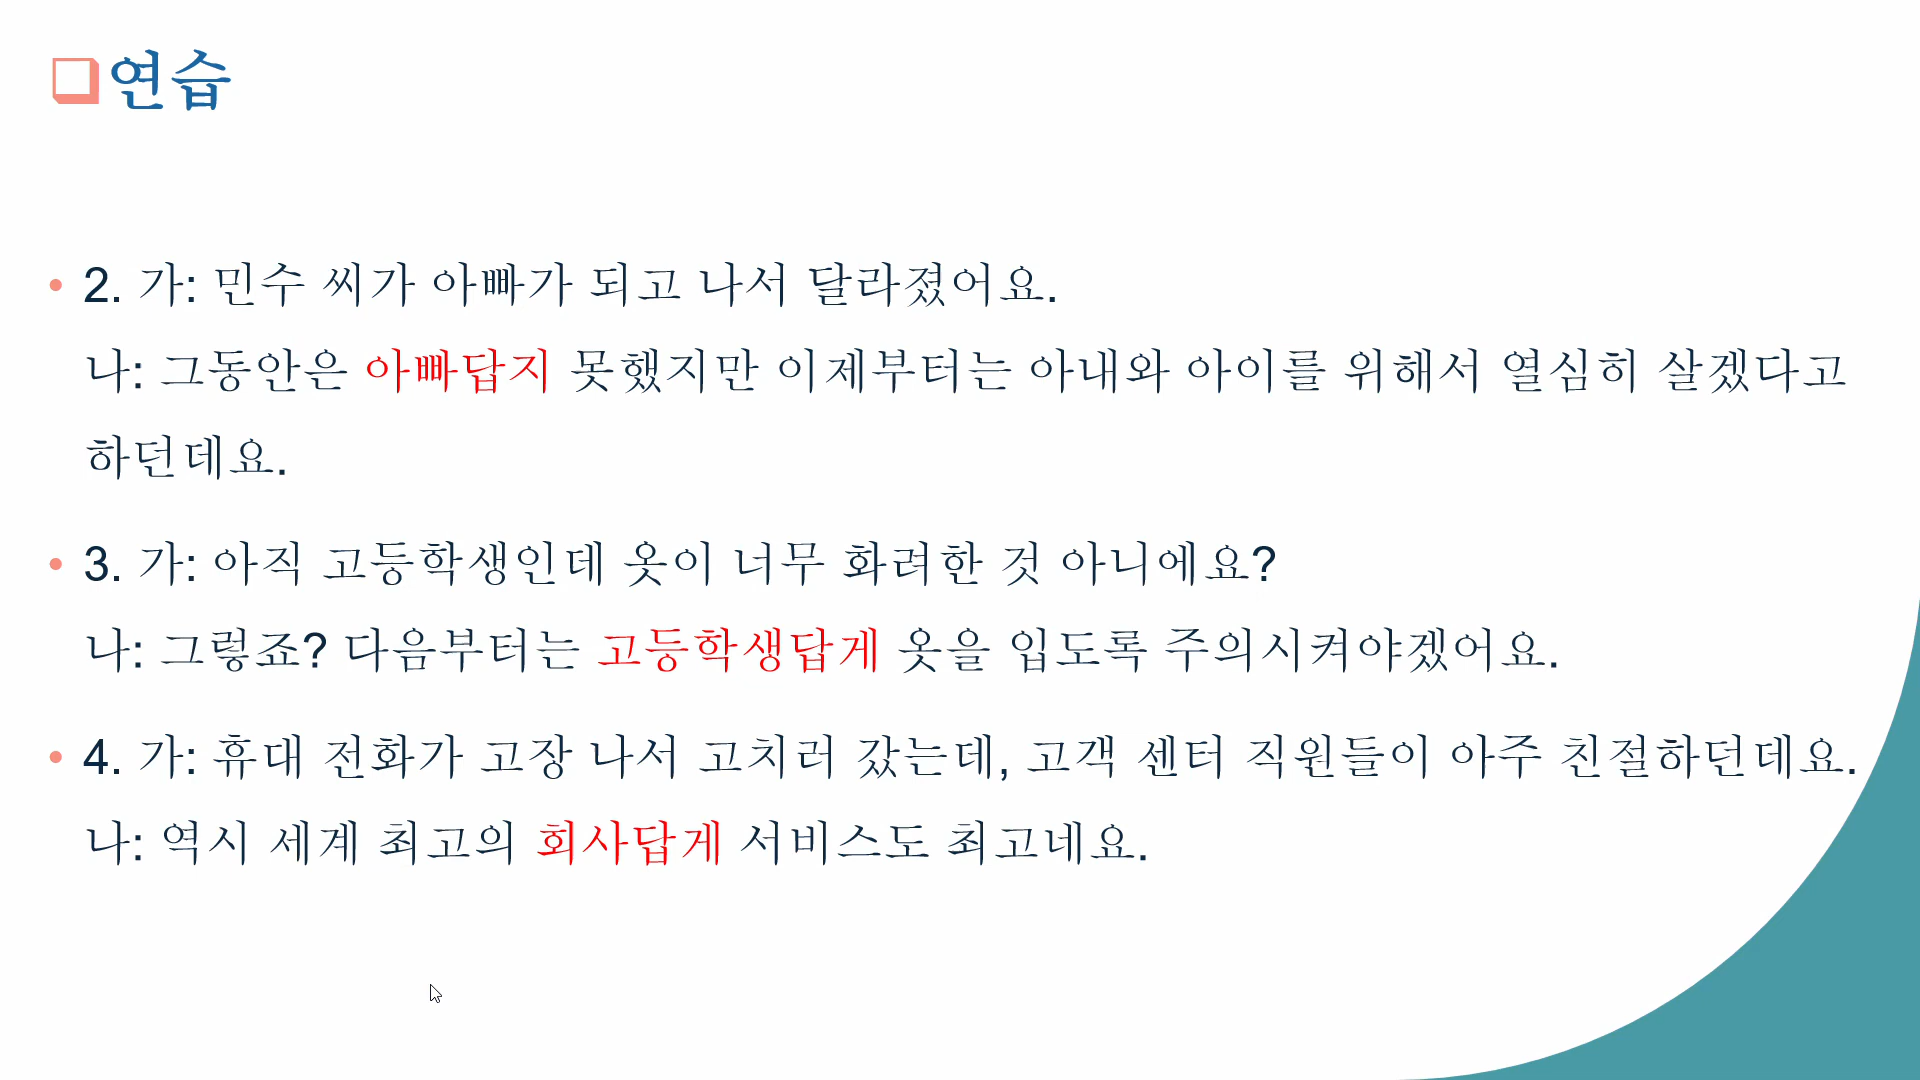 연습
2. 가: 민수 씨가 아빠가 되고 나서 달라졌어요.
나: 그동안은 아빠답지 못했지만 이제부터는 아내와 아이를 위해서 열심히 살겠다고
하던데요.
3. 가: 아직 고등학생인데 옷이 너무 화려한 것 아니에요?
나: 그렇죠? 다음부터는 고등학생답게 옷을 입도록 주의시켜야겠어요.
4. 가: 휴대 전화가 고장 나서 고치러 갔는데, 고객 센터 직원들이 아주 친절하던데요.
나: 역시 세계 최고의 회사답게 서비스도 최고네요.